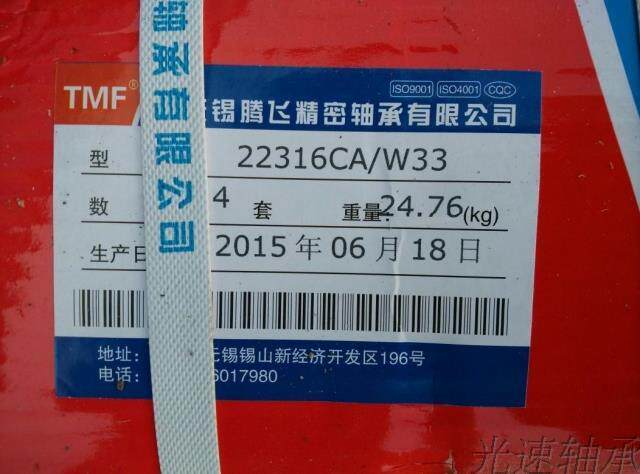 ISO9001 ISO4001 CQC
TMF® 锡腾飞精密轴承有限公司
型 22316CA/W33
数 4 套 重量:24.76(kg)
生产日 2015年06月18日
地址: 无锡锡山新经济开发区196号
电话: 6017980
锡承有限公司
光速轴承